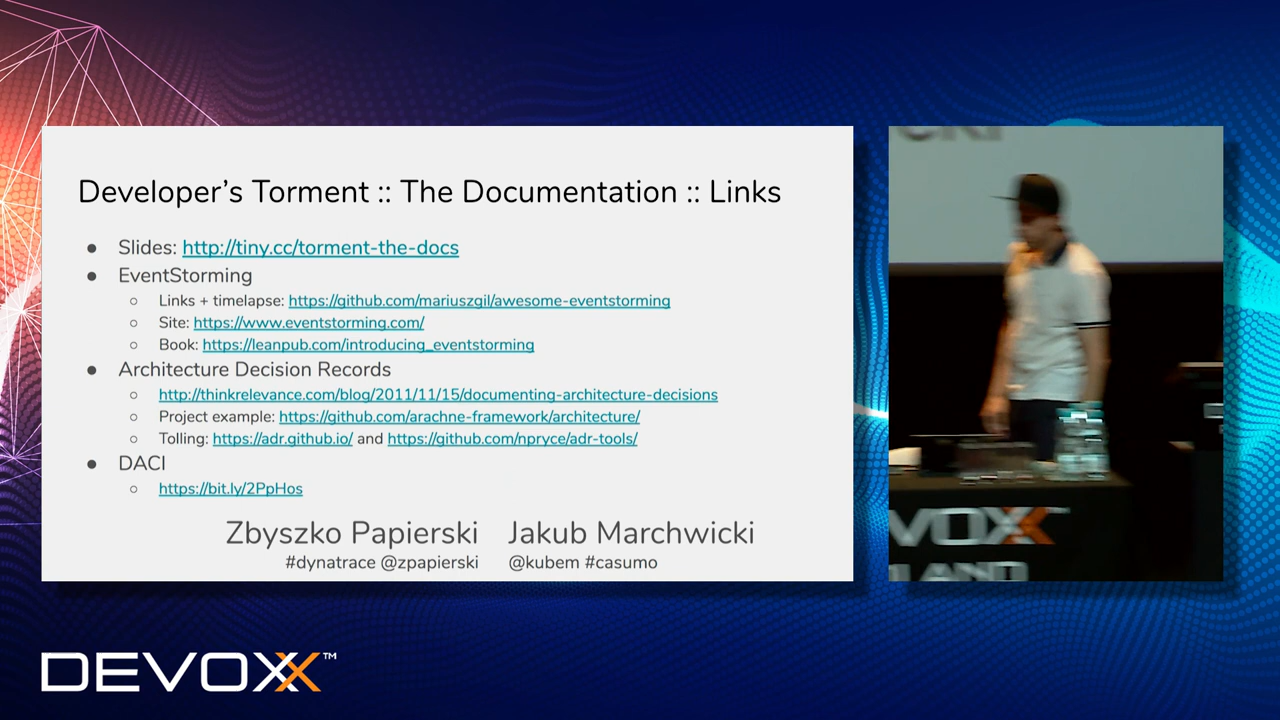 Developer's Torment :: The Documentation :: Links
● Slides: http://tiny.cc/torment-the-docs
● EventStorming
○ Links + timelapse: https://github.com/mariuszgil/awesome-eventstorming
○ Site: https://www.eventstorming.com/
○ Book: https://leanpub.com/introducing_eventstorming
● Architecture Decision Records
○ http://thinkrelevance.com/blog/2011/11/15/documenting-architecture-decisions
○ Project example: https://github.com/arachne-framework/architecture/
○ Tolling: https://adr.github.io/ and https://github.com/npryce/adr-tools/
● DACI
○ https://bit.ly/2PpHos
Zbyszko Papierski Jakub Marchwicki
#dynatrace @zpapierski @kubem #casumo
VOXX
DEVOXX™